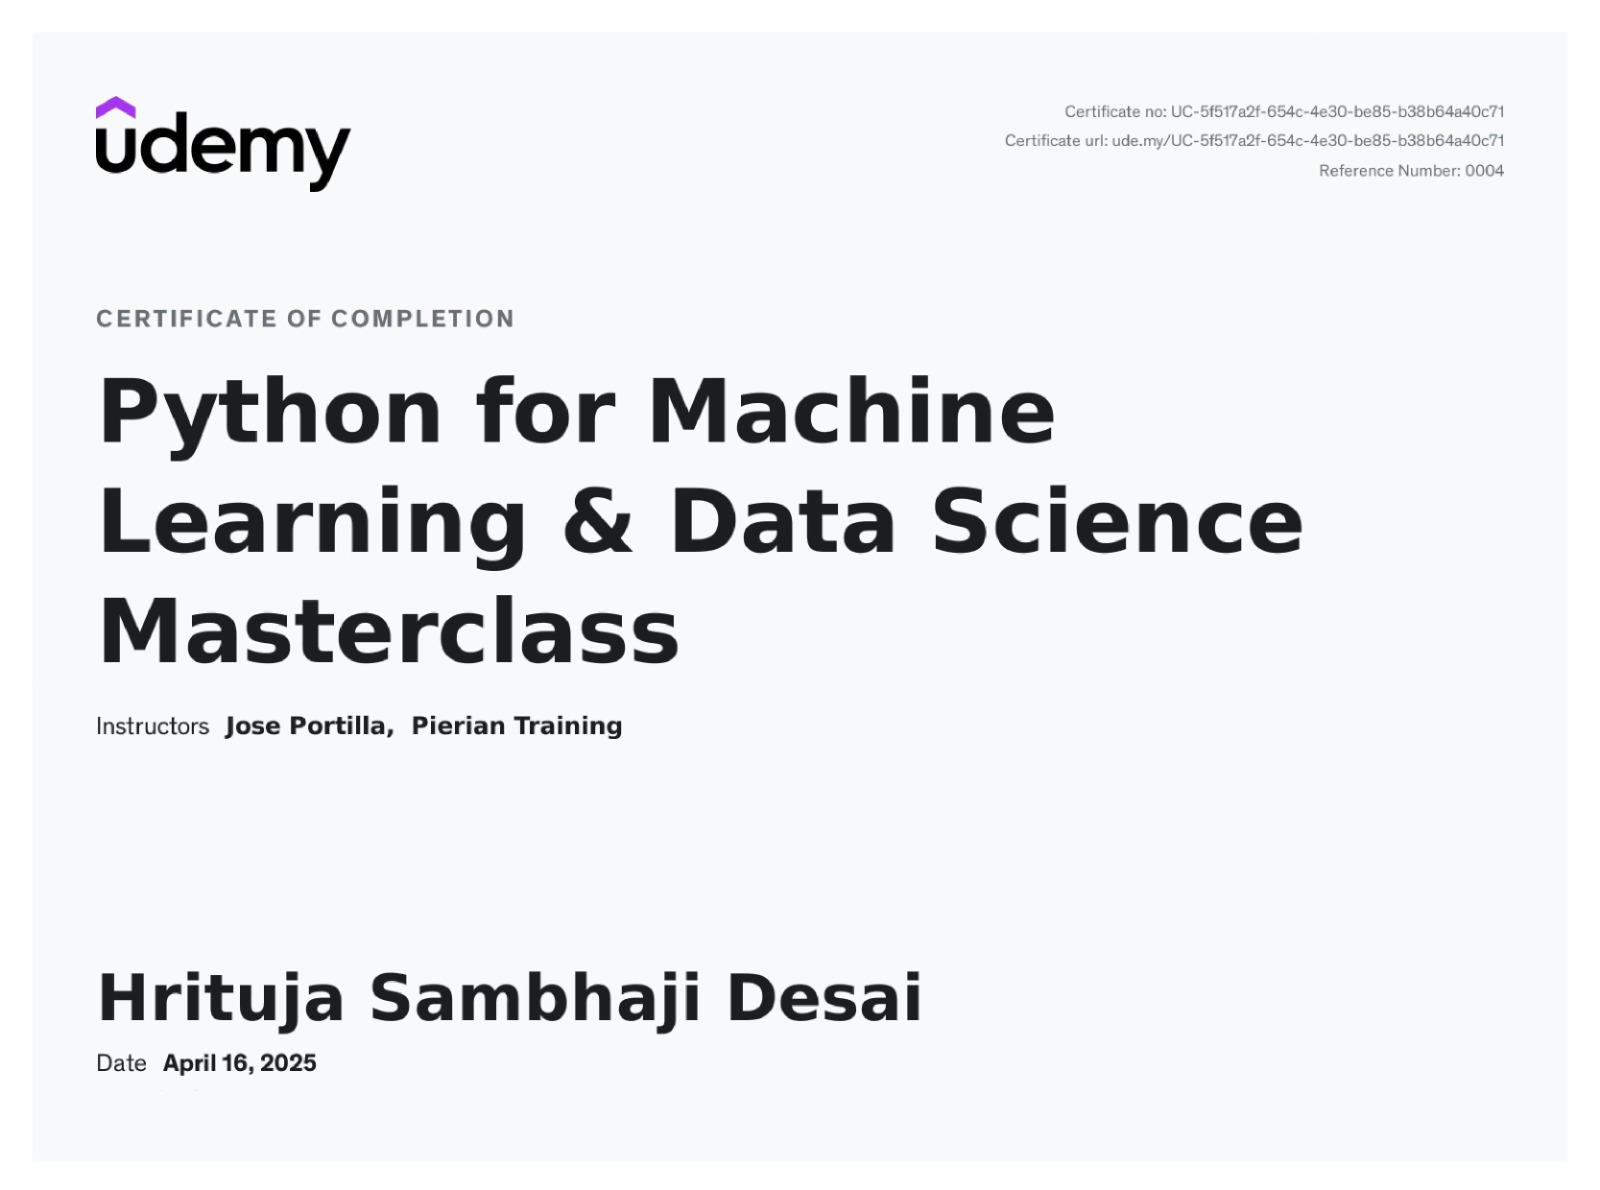 udemy
Certificate no: UC-5f517a2f-654c-4e30-be85-b38b64a40c71
Certificate url: ude.my/UC-5f517a2f-654c-4e30-be85-b38b64a40c71
Reference Number: 0004
CERTIFICATE OF COMPLETION
Python for Machine
Learning & Data Science
Masterclass
Instructors Jose Portilla, Pierian Training
Hrituja Sambhaji Desai
Date April 16, 2025